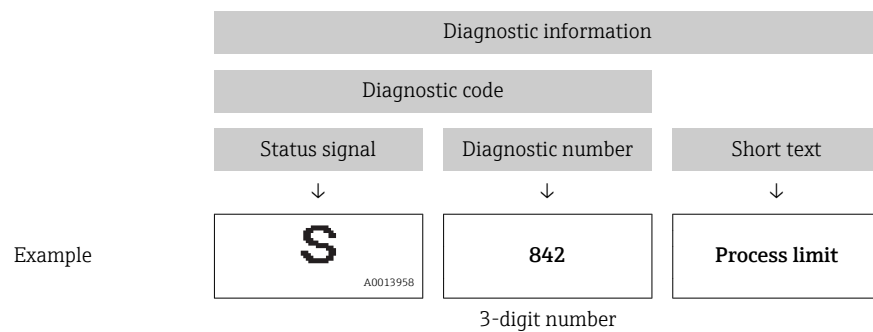 Diagnostic information
Diagnostic code
Status signal Diagnostic number Short text
↓ ↓ ↓
Example S 842 Process limit
A0013958
3-digit number